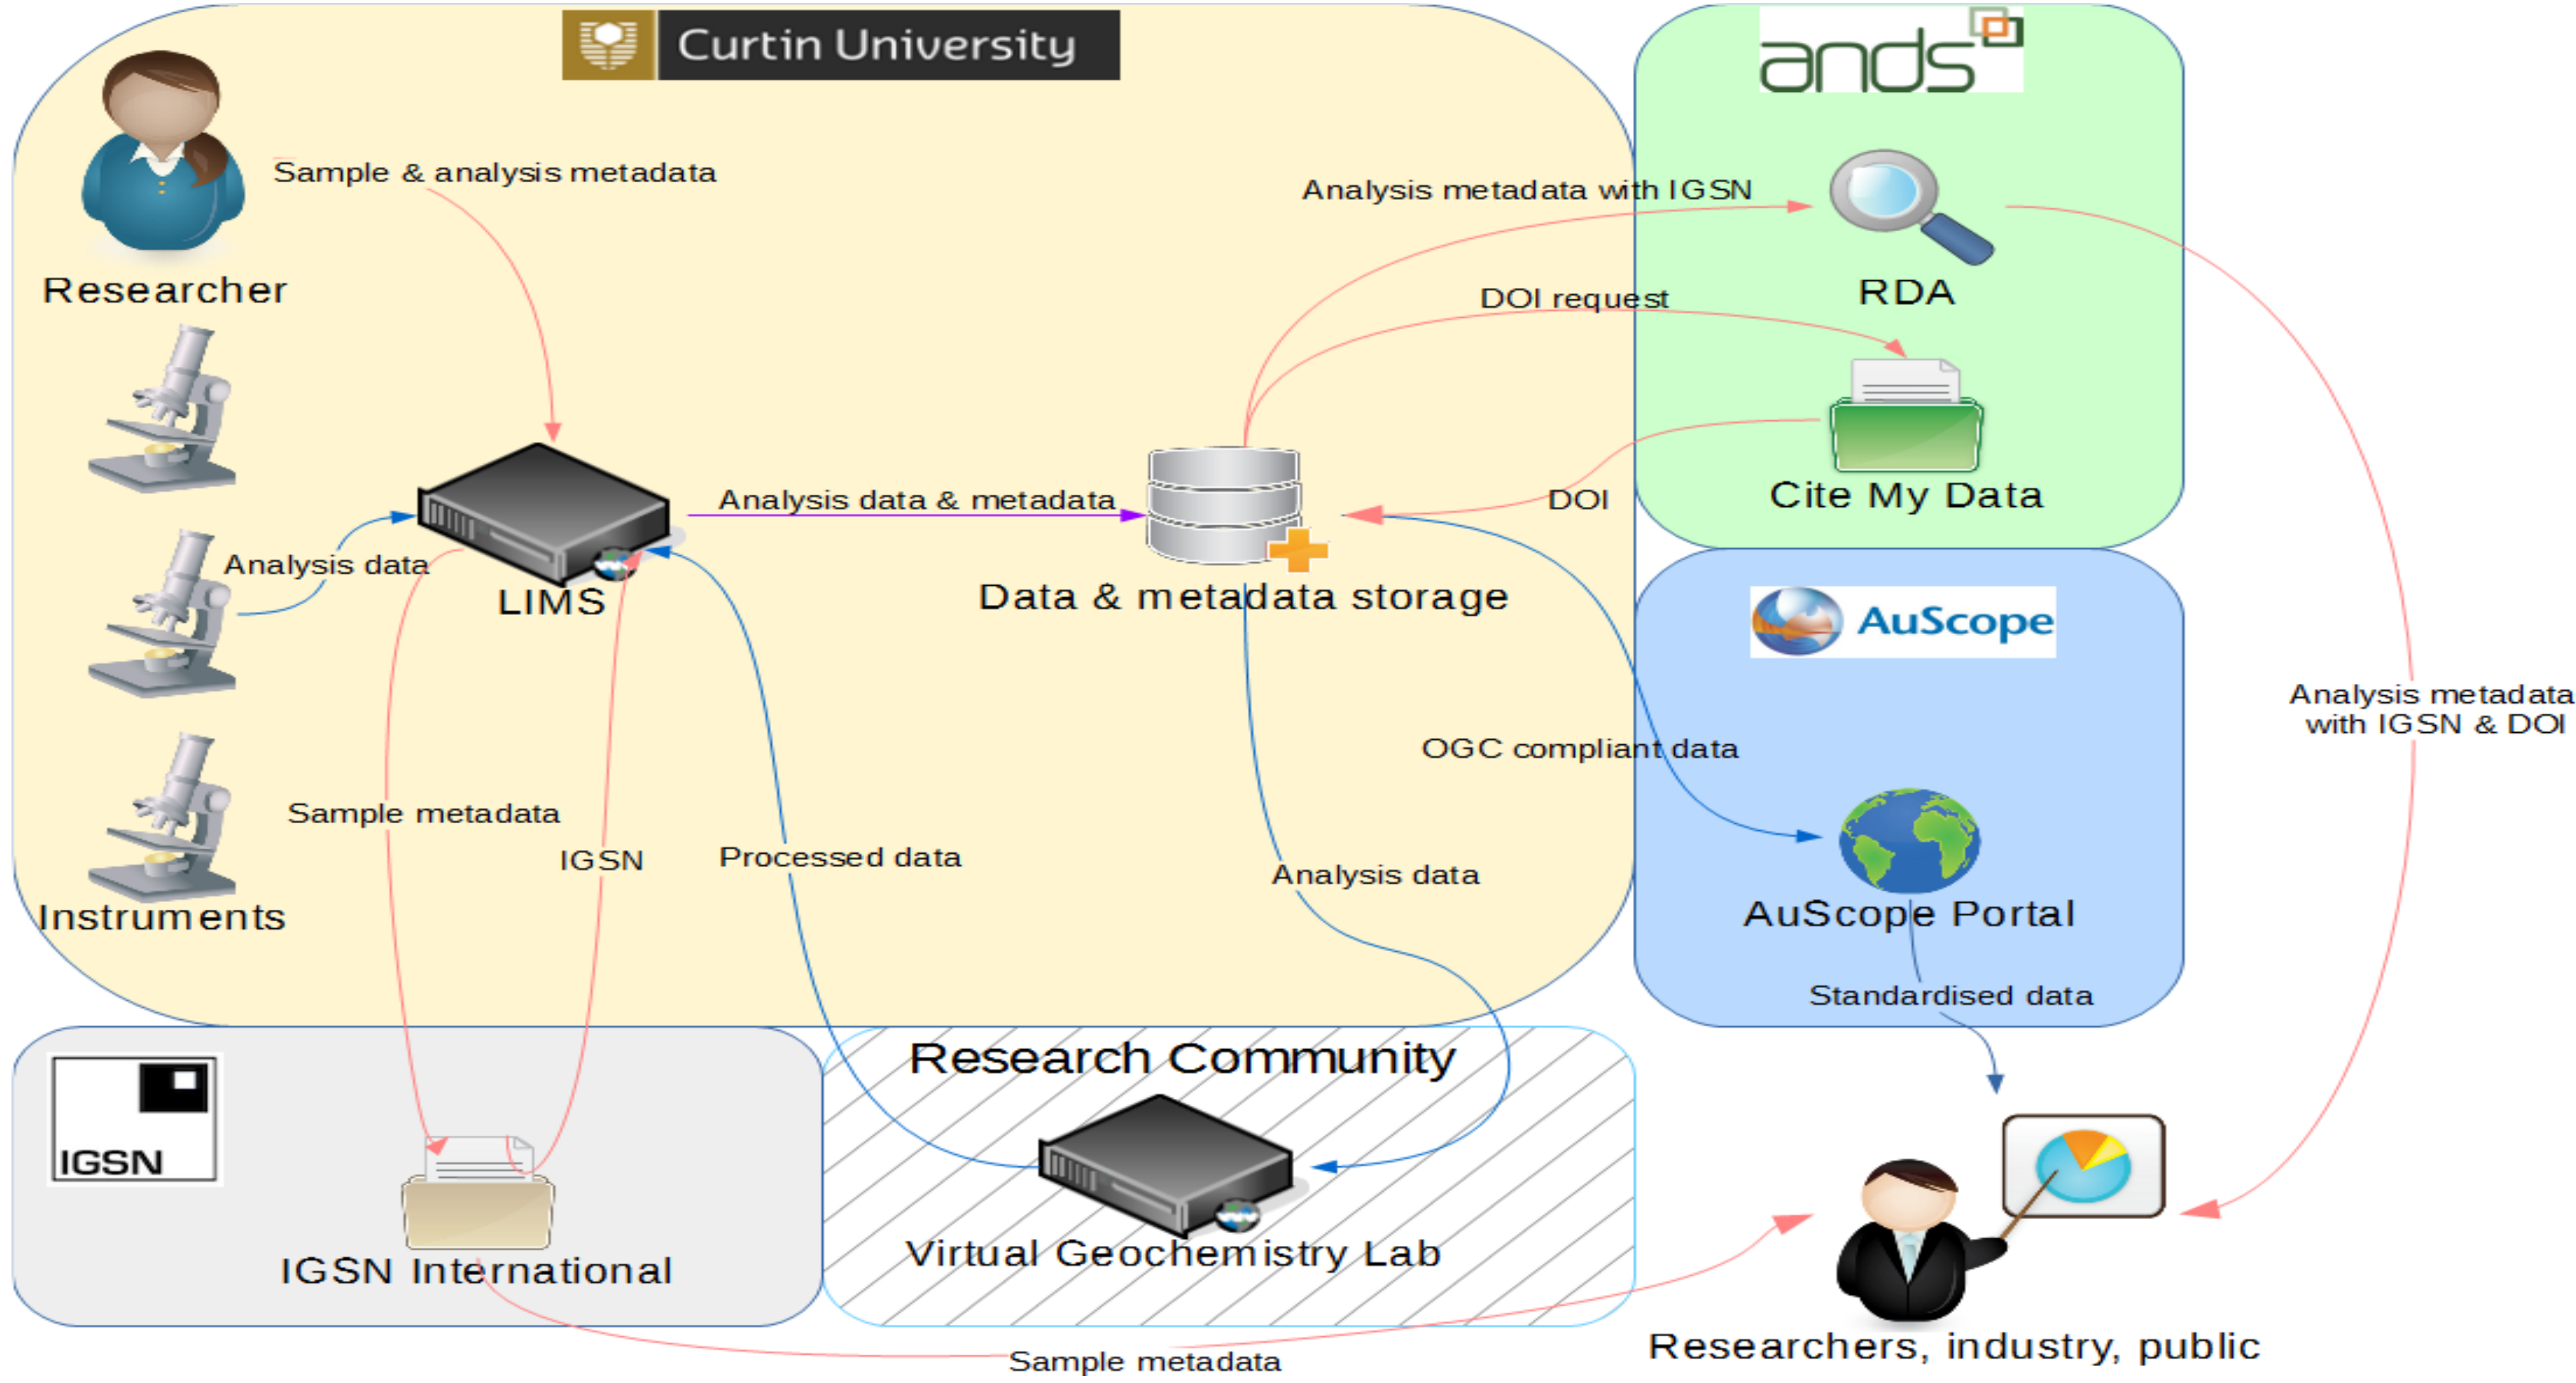 Curtin University
ands
Sample & analysis metadata
Analysis metadata with IGSN
Researcher
RDA
DOI request
Analysis data & metadata
DOI
Cite My Data
Analysis data
LIMS
Data & metadata storage
AuScope
Analysis metadata
with IGSN & DOI
OGC compliant data
Sample metadata
IGSN
Processed data
Analysis data
Instruments
AuScope Portal
Standardised data
Research Community
IGSN
Virtual Geochemistry Lab
IGSN International
Researchers, industry, public
Sample metadata